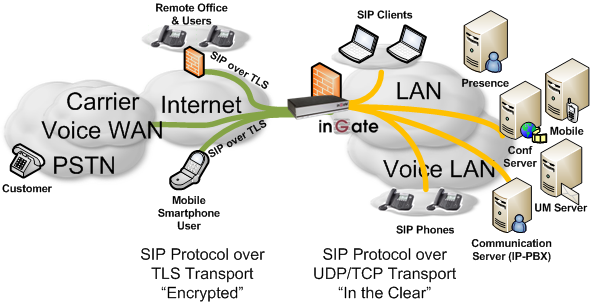 Remote Office
& Users
SIP Clients
SIP over TLS
Presence
Internet
LAN
Carrier
Voice WAN
PSTN
inGate
SIP over TLS
Customer
Mobile
Smartphone
User
Voice LAN
SIP Phones
Conf
Server
Mobile
UM Server
Communication
Server (IP-PBX)
SIP Protocol over
TLS Transport
“Encrypted”
SIP Protocol over
UDP/TCP Transport
“In the Clear”